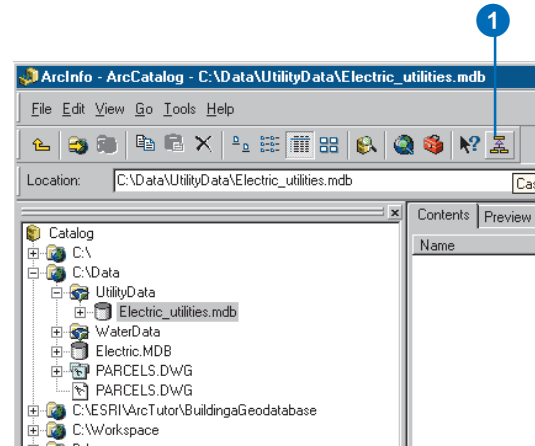 1
ArcInfo - ArcCatalog - C:\Data\UtilityData\Electric_utilities.mdb
File Edit View Go Tools Help
Location: C:\Data\UtilityData\Electric_utilities.mdb
Cas
Contents Preview
Name
Catalog
C:\
C:\Data
UtilityData
Electric_utilities.mdb
WaterData
Electric.MDB
PARCELS.DWG
PARCELS.DWG
C:\ESRI\ArcTutor\BuildingaGeodatabase
C:\Workspace